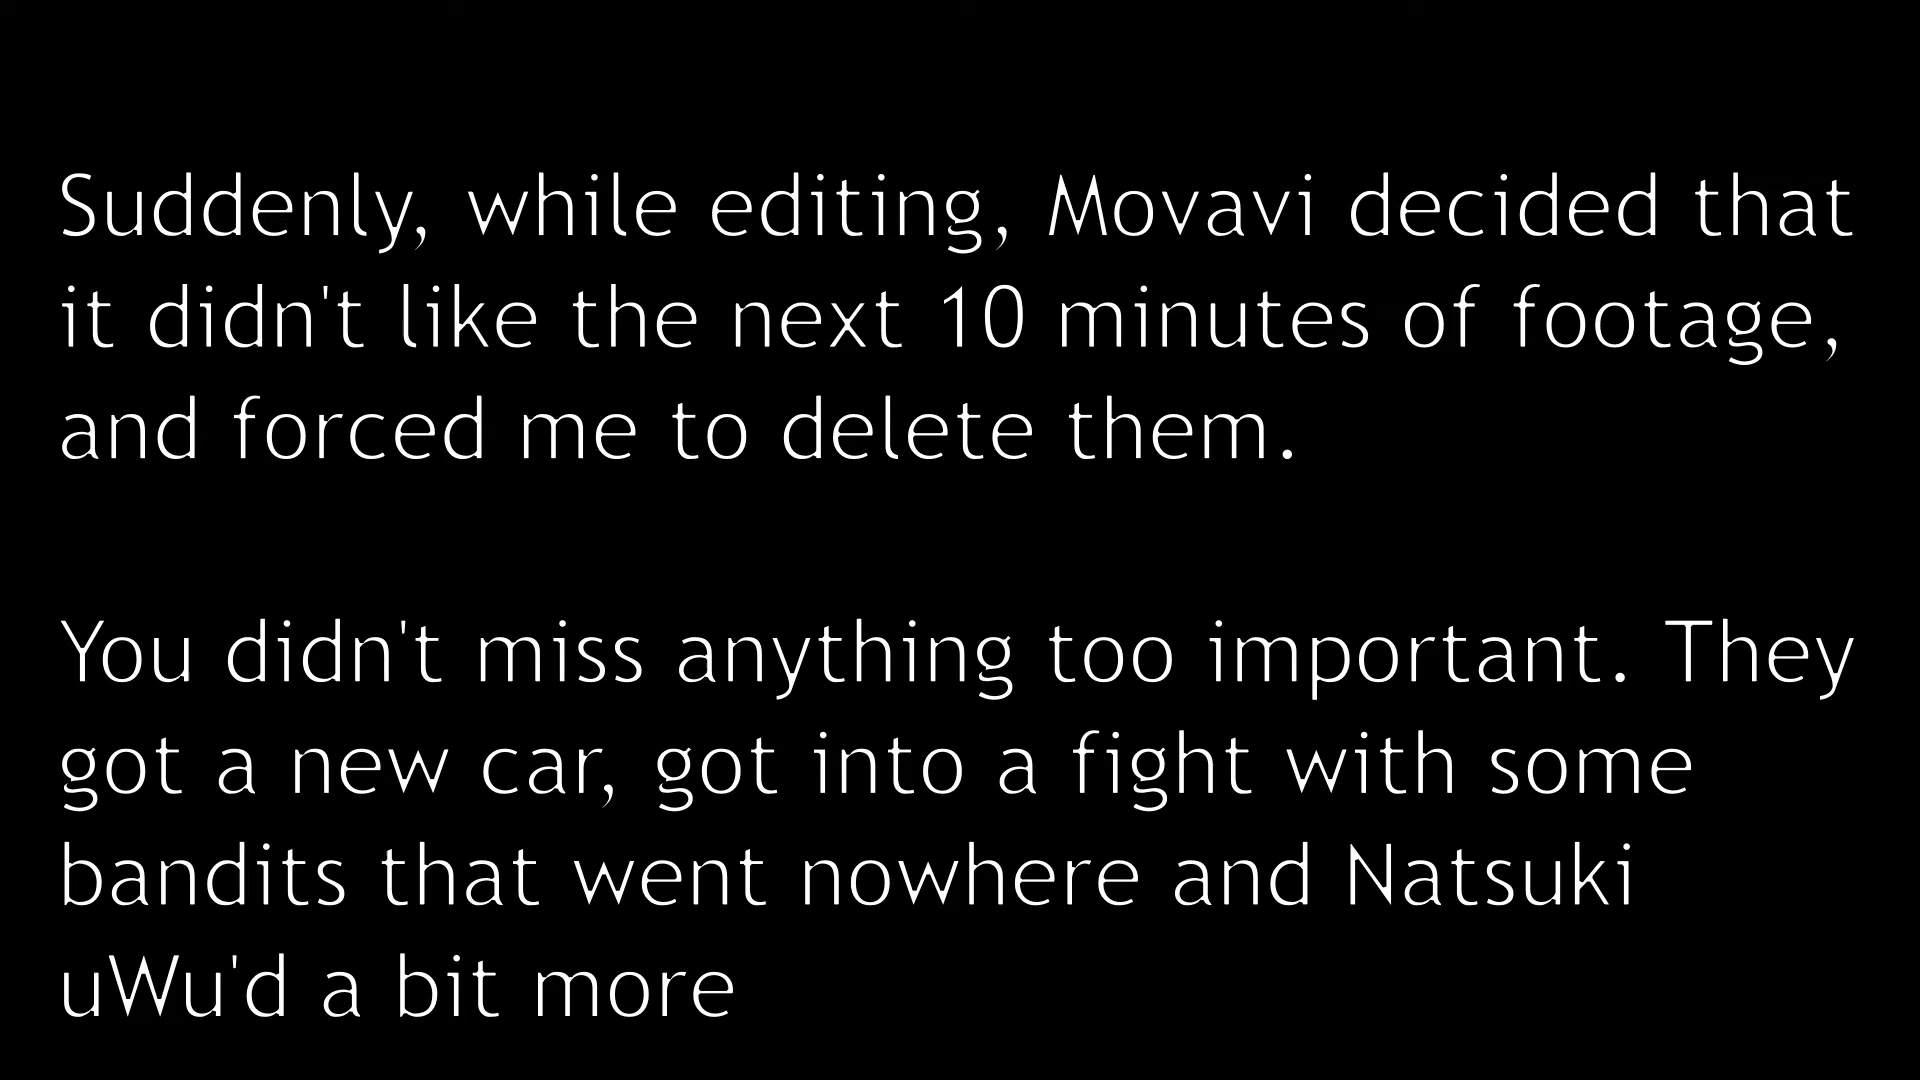 Suddenly, while editing, Movavi decided that
it didn't like the next 10 minutes of footage,
and forced me to delete them.
You didn't miss anything too important. They
got a new car, got into a fight with some
bandits that went nowhere and Natsuki
uWu'd a bit more